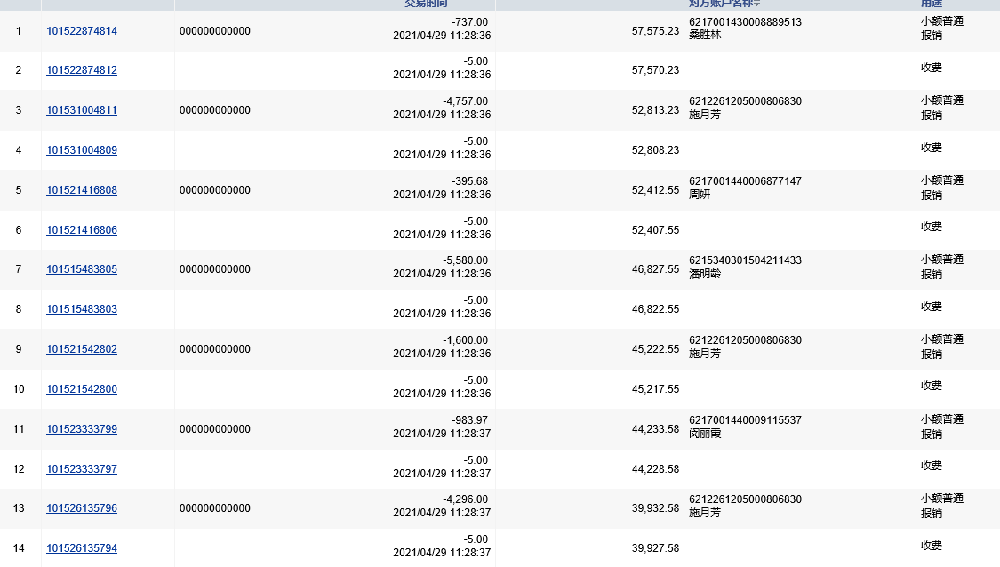 交易时间 对方账户名称 用途
-737.00 6217001430008889513 小额普通
1 101522874814 000000000000 2021/04/29 11:28:36 57,575.23 桑胜林 报销
-5.00
2 101522874812 2021/04/29 11:28:36 57,570.23 收费
-4,757.00 6212261205000806830 小额普通
3 101531004811 000000000000 2021/04/29 11:28:36 52,813.23 施月芳 报销
-5.00
4 101531004809 2021/04/29 11:28:36 52,808.23 收费
-395.68 6217001440006877147 小额普通
5 101521416808 000000000000 2021/04/29 11:28:36 52,412.55 周妍 报销
-5.00
6 101521416806 2021/04/29 11:28:36 52,407.55 收费
-5,580.00 6215340301504211433 小额普通
7 101515483805 000000000000 2021/04/29 11:28:36 46,827.55 潘明龄 报销
-5.00
8 101515483803 2021/04/29 11:28:36 46,822.55 收费
-1,600.00 6212261205000806830 小额普通
9 101521542802 000000000000 2021/04/29 11:28:36 45,222.55 施月芳 报销
-5.00
10 101521542800 2021/04/29 11:28:36 45,217.55 收费
-983.97 6217001440009115537 小额普通
11 101523333799 000000000000 2021/04/29 11:28:37 44,233.58 闵丽霞 报销
-5.00
12 101523333797 2021/04/29 11:28:37 44,228.58 收费
-4,296.00 6212261205000806830 小额普通
13 101526135796 000000000000 2021/04/29 11:28:37 39,932.58 施月芳 报销
-5.00
14 101526135794 2021/04/29 11:28:37 39,927.58 收费